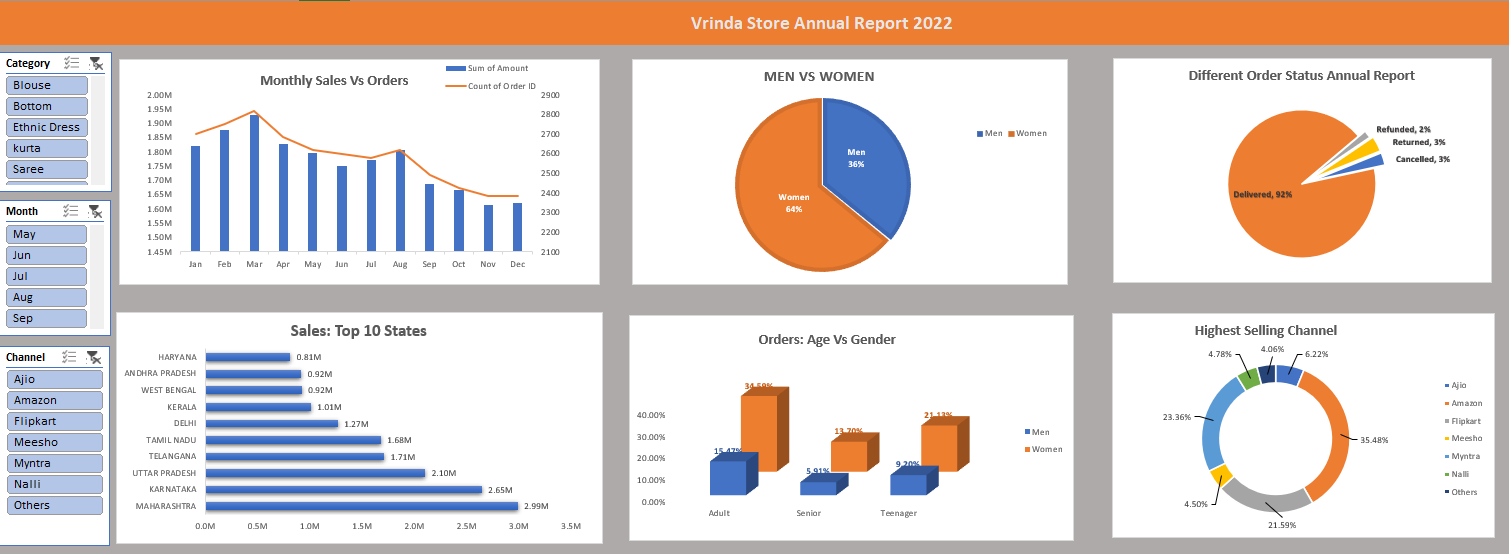 Vrinda Store Annual Report 2022
Category
Blouse
Bottom
Ethnic Dress
kurta
Saree
Month
May
Jun
Jul
Aug
Sep
Channel
Ajio
Amazon
Flipkart
Meesho
Myntra
Nalli
Others
Monthly Sales Vs Orders
Sum of Amount
Count of Order ID
2.00M
1.95M
1.90M
1.85M
1.80M
1.75M
1.70M
1.65M
1.60M
1.55M
1.50M
1.45M
2900
2800
2700
2600
2500
2400
2300
2200
2100
Jan Feb Mar Apr May Jun Jul Aug Sep Oct Nov Dec
MEN VS WOMEN
Men
36%
Women
64%
Men Women
Different Order Status Annual Report
Refunded, 2%
Returned, 3%
Cancelled, 3%
Delivered, 92%
Sales: Top 10 States
HARYANA 0.81M
ANDHRA PRADESH 0.92M
WEST BENGAL 0.92M
KERALA 1.01M
DELHI 1.27M
TAMIL NADU 1.68M
TELANGANA 1.71M
UTTAR PRADESH 2.10M
KARNATAKA 2.65M
MAHARASHTRA 2.99M
0.0M 0.5M 1.0M 1.5M 2.0M 2.5M 3.0M 3.5M
Orders: Age Vs Gender
34.59%
13.70%
21.13%
15.47%
5.91%
9.20%
40.00%
30.00%
20.00%
10.00%
0.00%
Adult Senior Teenager
Men
Women
Highest Selling Channel
4.78%
4.06%
6.22%
23.36%
35.48%
4.50%
21.59%
Ajio
Amazon
Flipkart
Meesho
Myntra
Nalli
Others